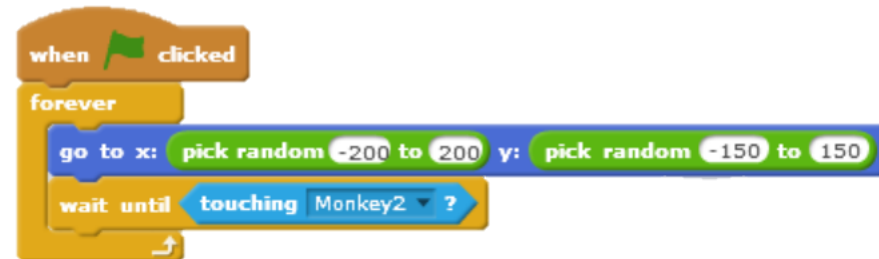 when clicked
forever
go to x: pick random -200 to 200 y: pick random -150 to 150
wait until touching Monkey2 ?